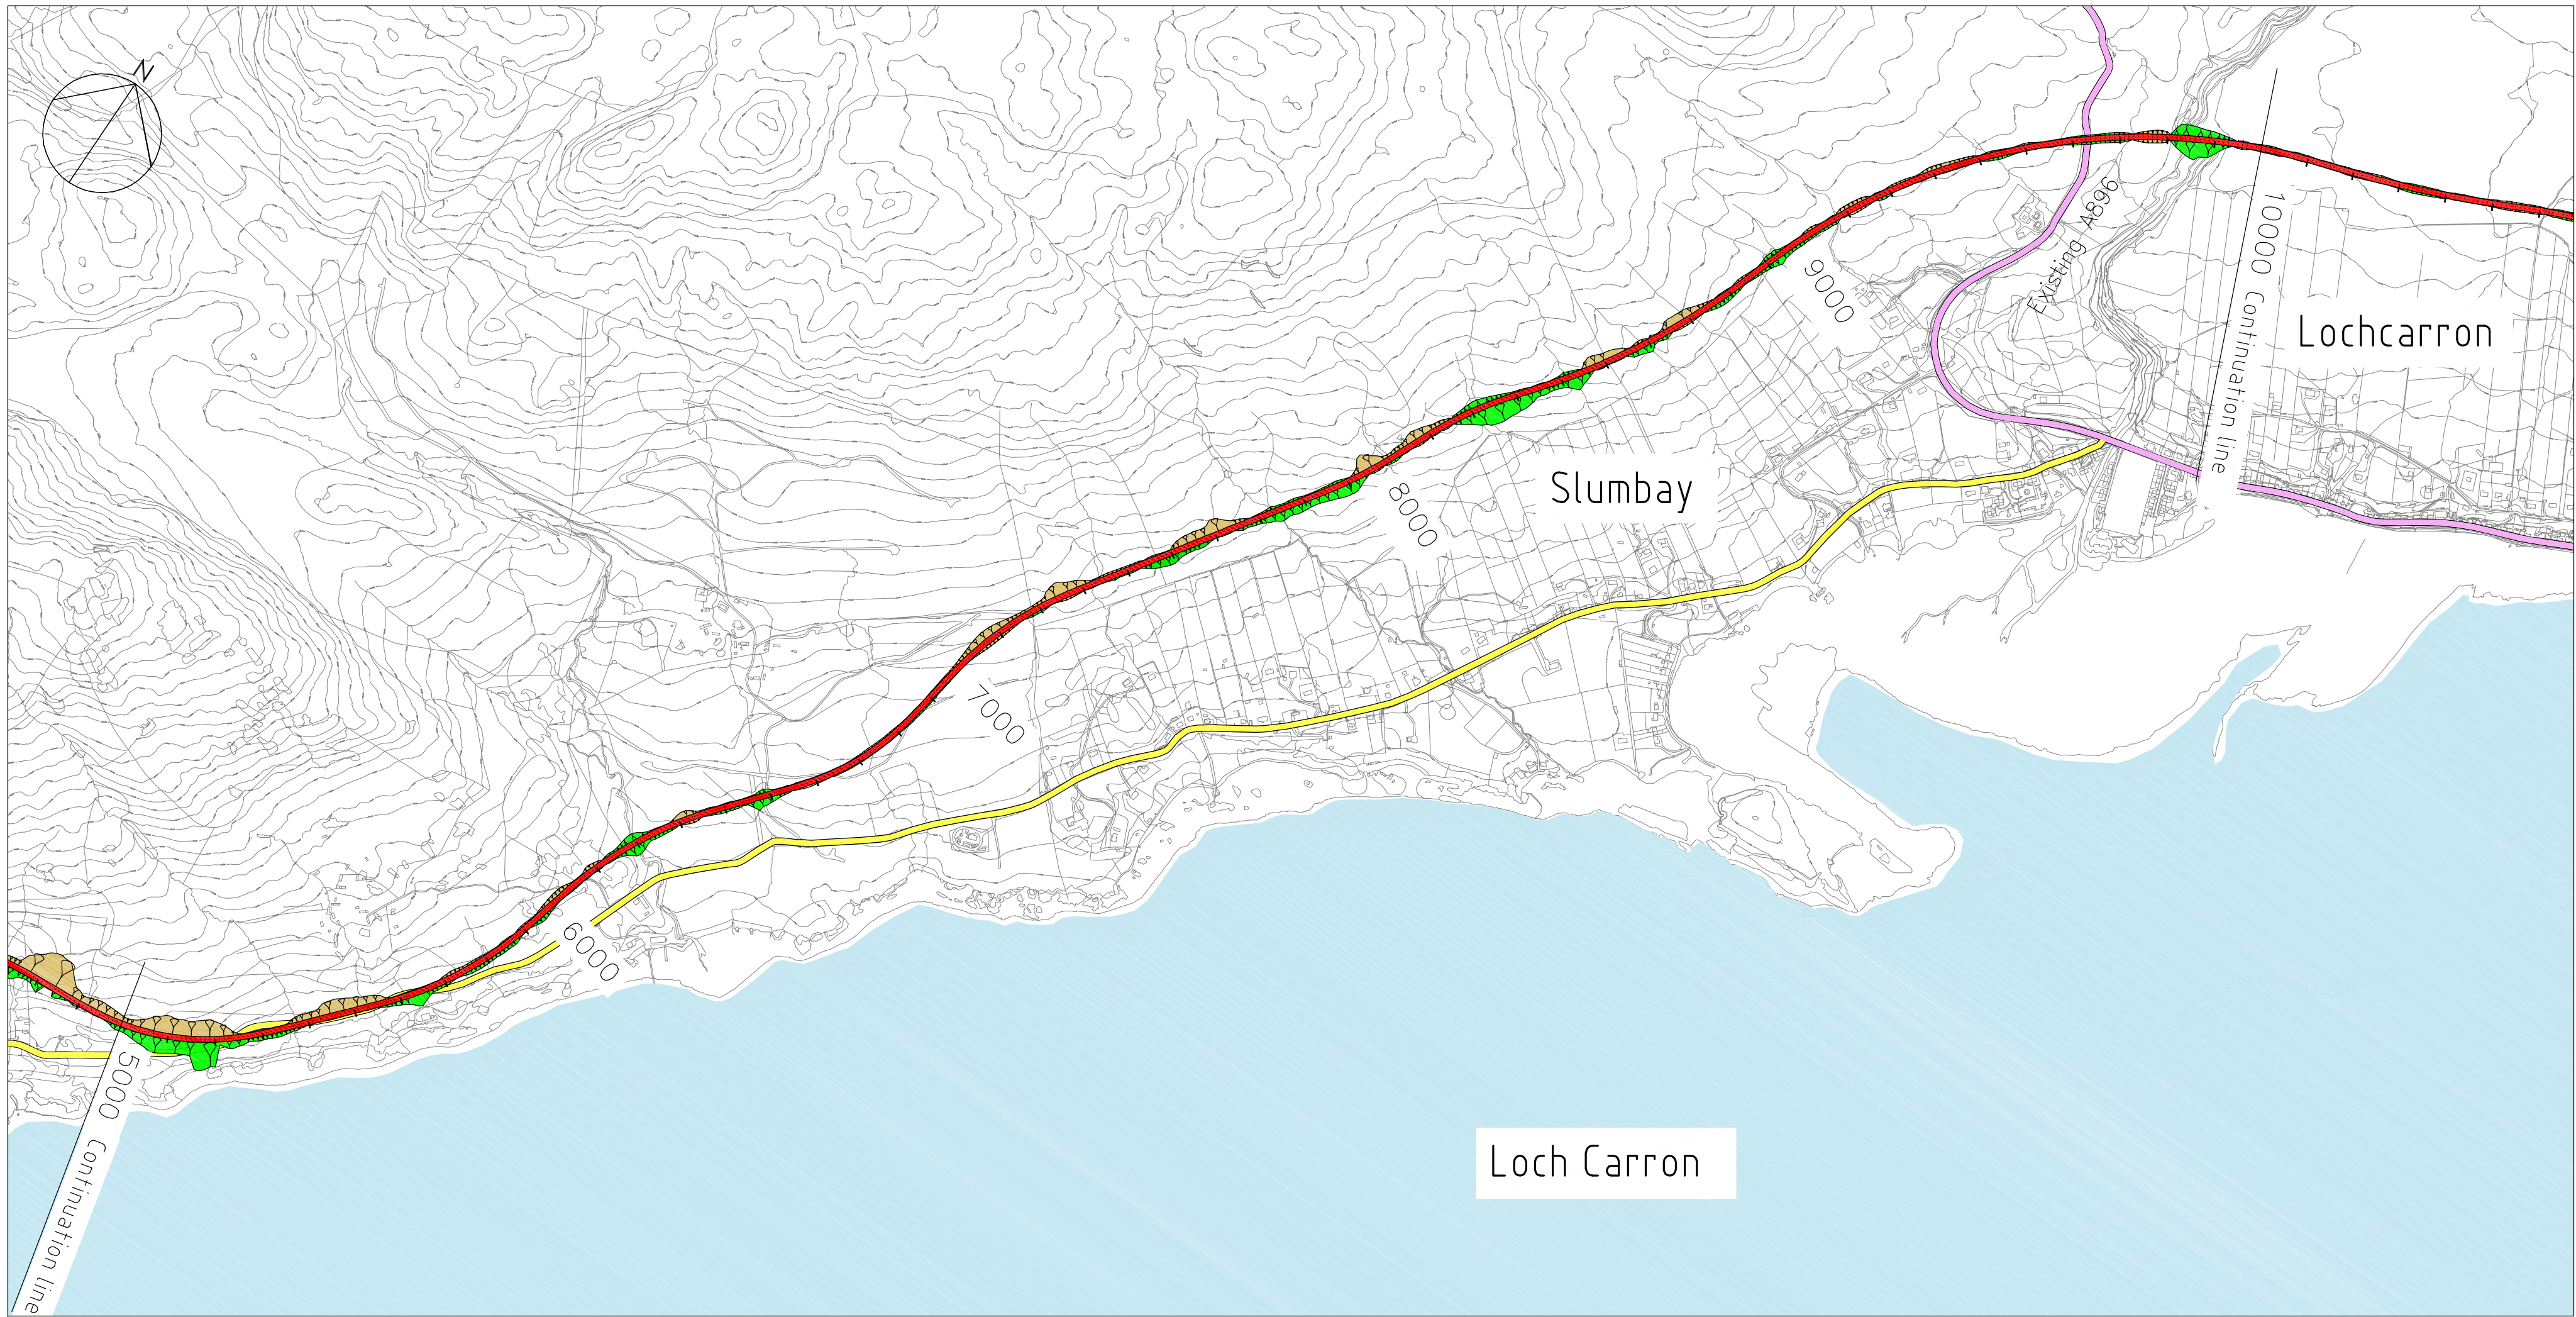 N
Existing A896
10000 Continuation line
9000
Lochcarron
Slumbay
8000
7000
6000
5000 Continuation line
Loch Carron